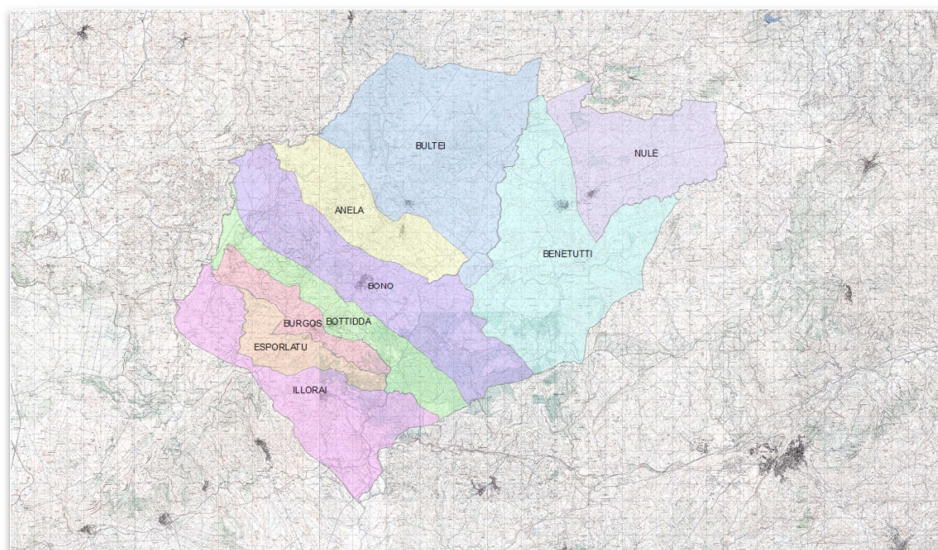 BULTEI
NULE
ANELA
BENETUTTI
BONO
BURGOS
BOTTIDDA
ESPORLATU
ILLORAI